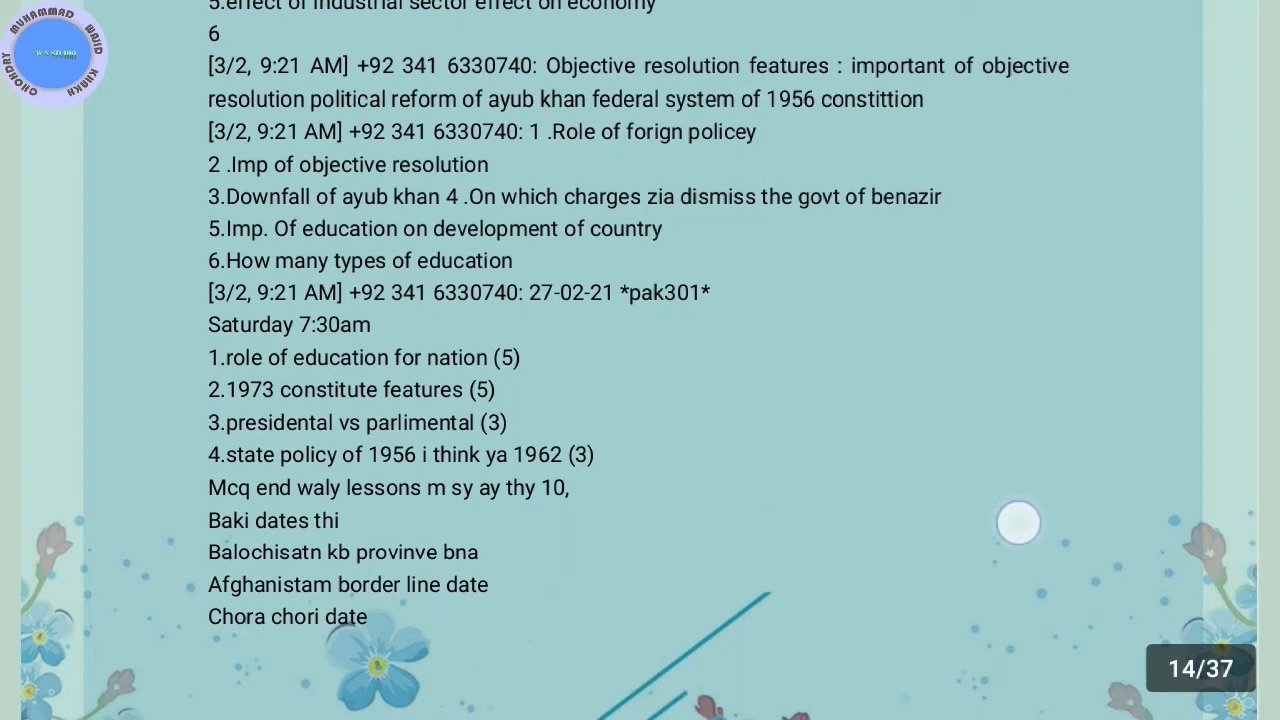 5.effect of industrial sector effect on economy
6
[3/2, 9:21 AM] +92 341 6330740: Objective resolution features : important of objective
resolution political reform of ayub khan federal system of 1956 constittion
[3/2, 9:21 AM] +92 341 6330740: 1 .Role of forign policey
2 .Imp of objective resolution
3.Downfall of ayub khan 4 .On which charges zia dismiss the govt of benazir
5.Imp. Of education on development of country
6.How many types of education
[3/2, 9:21 AM] +92 341 6330740: 27-02-21 *pak301*
Saturday 7:30am
1.role of education for nation (5)
2.1973 constitute features (5)
3.presidental vs parlimental (3)
4.state policy of 1956 i think ya 1962 (3)
Mcq end waly lessons m sy ay thy 10,
Baki dates thi
Balochisatn kb provinve bna
Afghanistam border line date
Chora chori date
MUHAMMAD WAJID KHAKH CHOHDRY
W S STUDIO
14/37